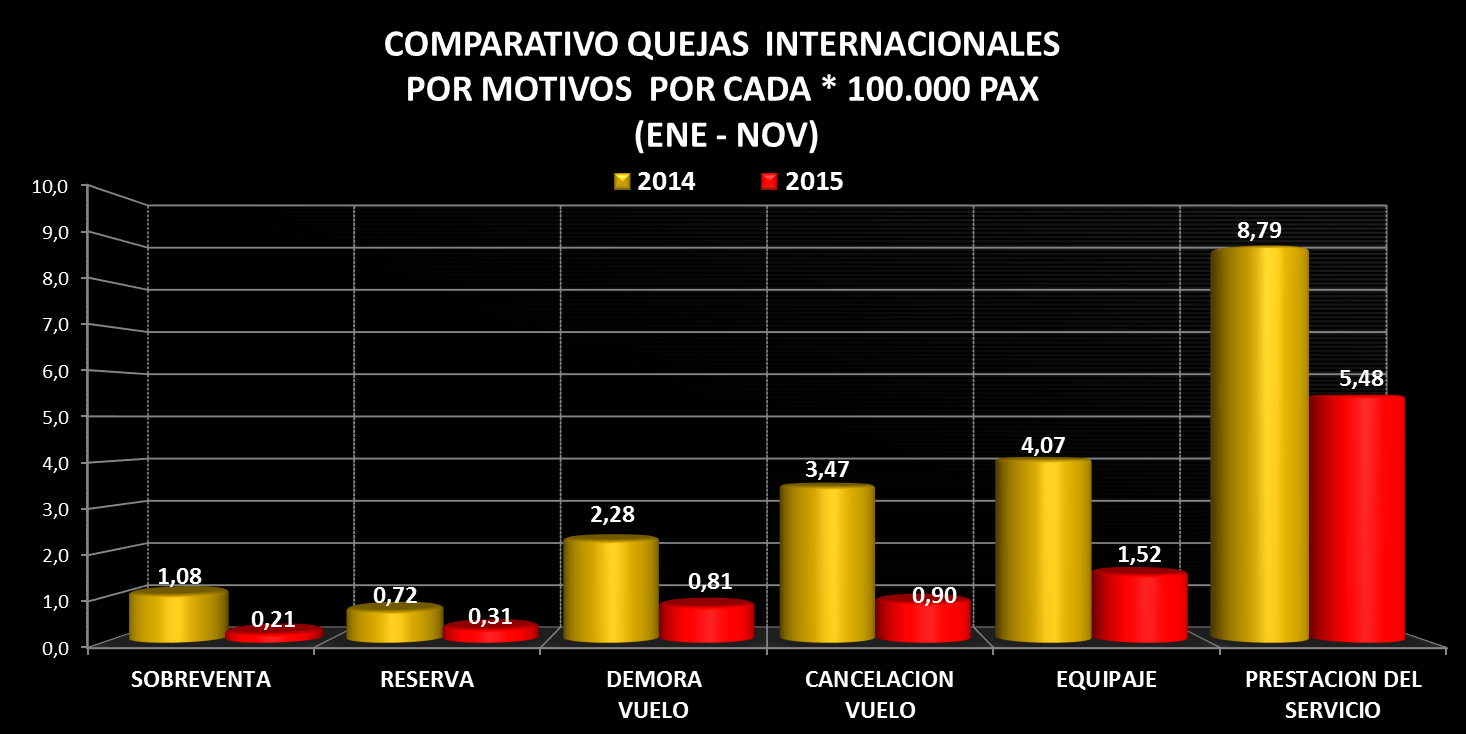 COMPARATIVO QUEJAS INTERNACIONALES
POR MOTIVOS POR CADA * 100.000 PAX
(ENE - NOV)
2014 2015
10,0
9,0
8,0
7,0
6,0
5,0
4,0
3,0
2,0
1,0
0,0
1,08
0,21
0,72
0,31
2,28
0,81
3,47
0,90
4,07
1,52
8,79
5,48
SOBREVENTA
RESERVA
DEMORA
VUELO
CANCELACION
VUELO
EQUIPAJE
PRESTACION DEL
SERVICIO